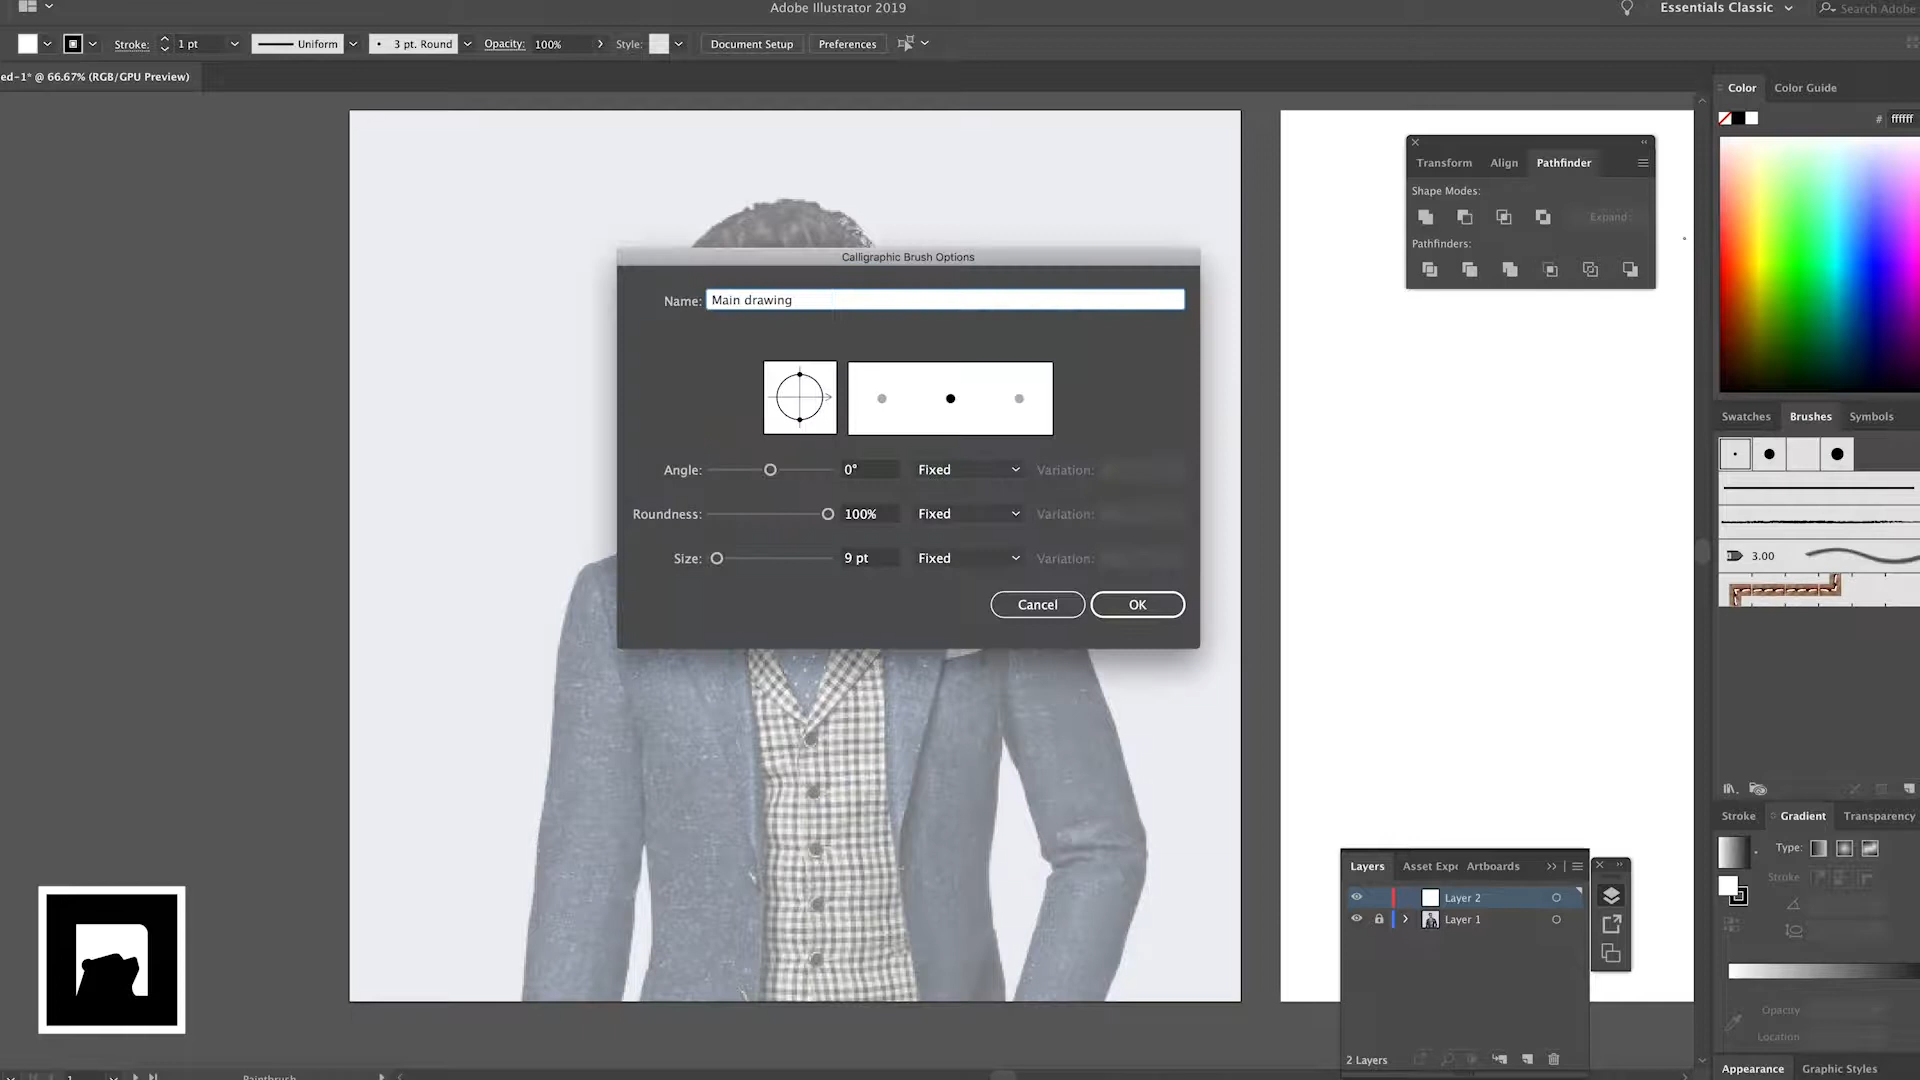 Adobe Illustrator 2019
Essentials Classic
Search Adobe
Stroke: 1 pt Uniform 3 pt. Round Opacity: 100% Style: Document Setup Preferences
ed-1* @ 66.67% (RGB/GPU Preview)
Color Color Guide
# ffffff
Transform Align Pathfinder
Shape Modes:
Expand
Pathfinders:
Calligraphic Brush Options
Name: Main drawing
Angle: 0° Fixed Variation:
Roundness: 100% Fixed Variation:
Size: 9 pt Fixed Variation:
Cancel OK
Swatches Brushes Symbols
3.00
Stroke Gradient Transparency
Type:
Stroke
Opacity
Location
Appearance Graphic Styles
Layers Asset Expo Artboards
Layer 2
Layer 1
2 Layers
1
Paintbrush